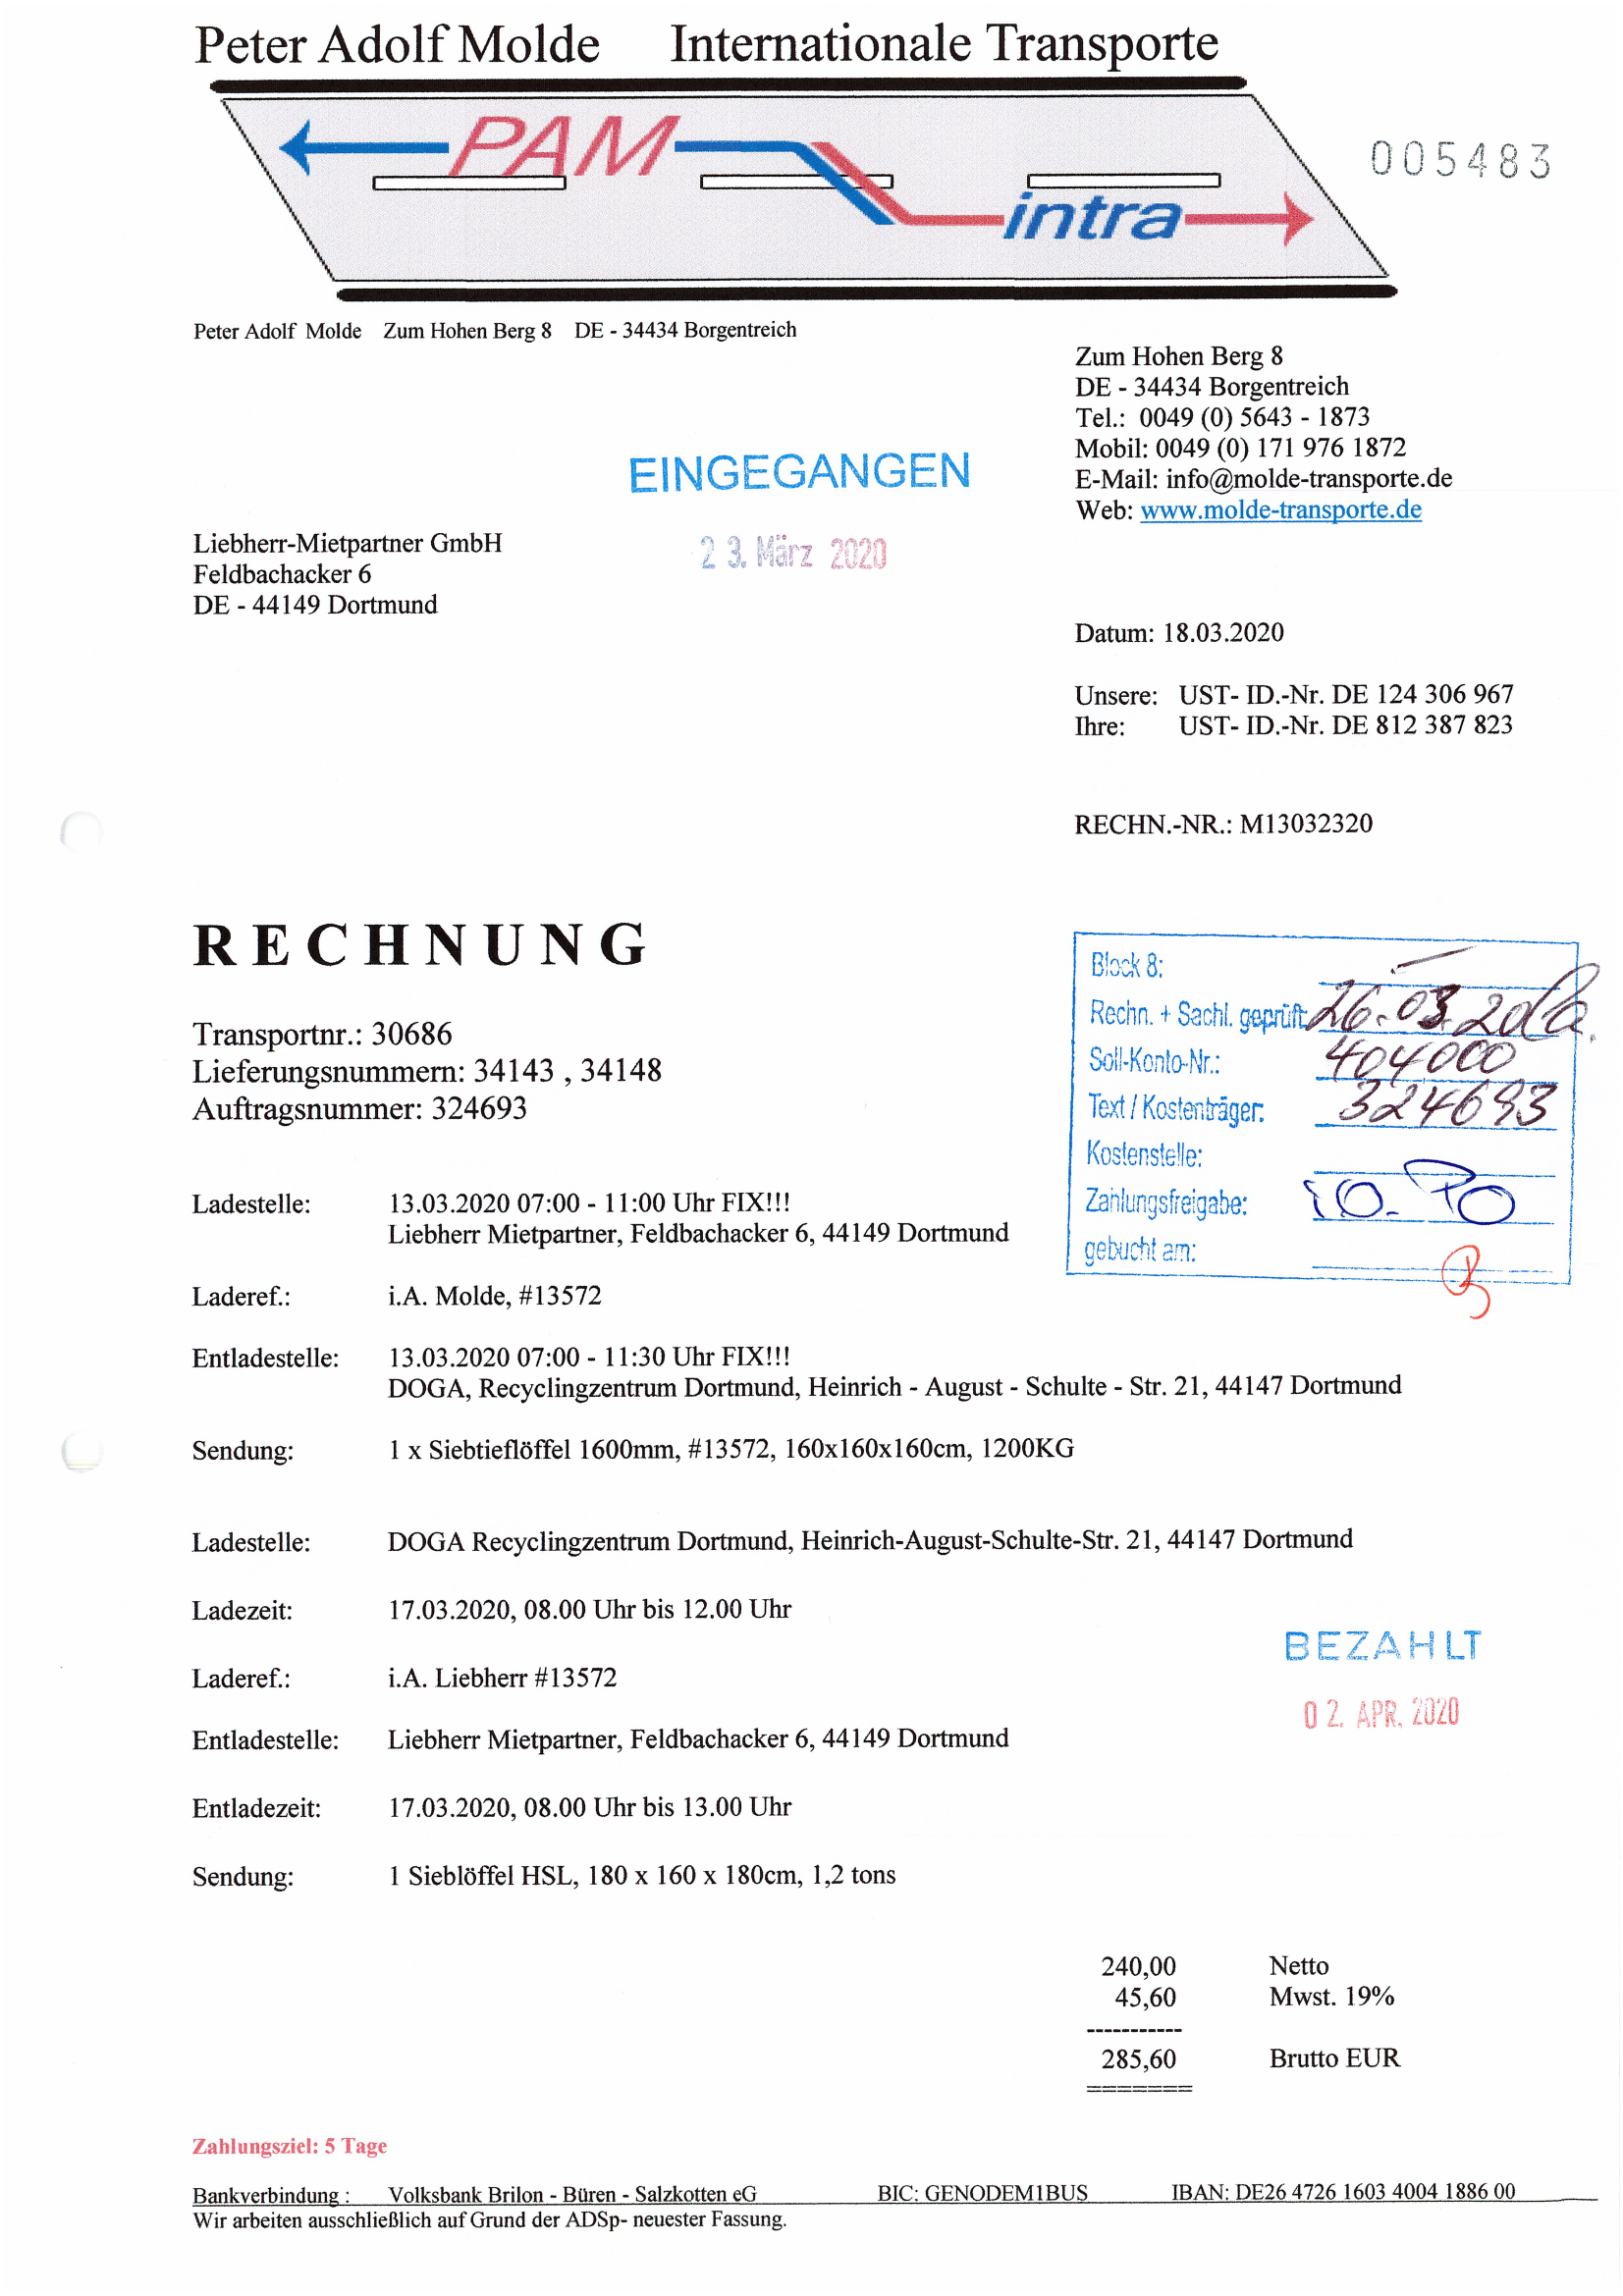 Peter Adolf Molde Internationale Transporte
PAM
intra
005483
Peter Adolf Molde Zum Hohen Berg 8 DE - 34434 Borgentreich
Zum Hohen Berg 8
DE - 34434 Borgentreich
Tel.: 0049 (0) 5643 - 1873
Mobil: 0049 (0) 171 976 1872
E-Mail: info@molde-transporte.de
Web: www.molde-transporte.de
EINGEGANGEN
23. März 2020
Liebherr-Mietpartner GmbH
Feldbachacker 6
DE - 44149 Dortmund
Datum: 18.03.2020
Unsere: UST- ID.-Nr. DE 124 306 967
Ihre: UST- ID.-Nr. DE 812 387 823
RECHN.-NR.: M13032320
RECHNUNG
Transportnr.: 30686
Lieferungsnummern: 34143 , 34148
Auftragsnummer: 324693
Block 8:
Rechn. + Sachl. geprüft: 26.03.20
Soll-Konto-Nr.: 404000
Text / Kostenträger: 324693
Kostenstelle:
Zahlungsfreigabe:
gebucht am:
Ladestelle: 13.03.2020 07:00 - 11:00 Uhr FIX!!!
Liebherr Mietpartner, Feldbachacker 6, 44149 Dortmund
Laderef.: i.A. Molde, #13572
Entladestelle: 13.03.2020 07:00 - 11:30 Uhr FIX!!!
DOGA, Recyclingzentrum Dortmund, Heinrich - August - Schulte - Str. 21, 44147 Dortmund
Sendung: 1 x Siebtieflöffel 1600mm, #13572, 160x160x160cm, 1200KG
Ladestelle: DOGA Recyclingzentrum Dortmund, Heinrich-August-Schulte-Str. 21, 44147 Dortmund
Ladezeit: 17.03.2020, 08.00 Uhr bis 12.00 Uhr
Laderef.: i.A. Liebherr #13572
BEZAHLT
02. APR. 2020
Entladestelle: Liebherr Mietpartner, Feldbachacker 6, 44149 Dortmund
Entladezeit: 17.03.2020, 08.00 Uhr bis 13.00 Uhr
Sendung: 1 Sieblöffel HSL, 180 x 160 x 180cm, 1,2 tons
240,00 Netto
45,60 Mwst. 19%
-----------
285,60 Brutto EUR
=======
Zahlungsziel: 5 Tage
Bankverbindung : Volksbank Brilon - Büren - Salzkotten eG BIC: GENODEM1BUS IBAN: DE26 4726 1603 4004 1886 00
Wir arbeiten ausschließlich auf Grund der ADSp- neuester Fassung.